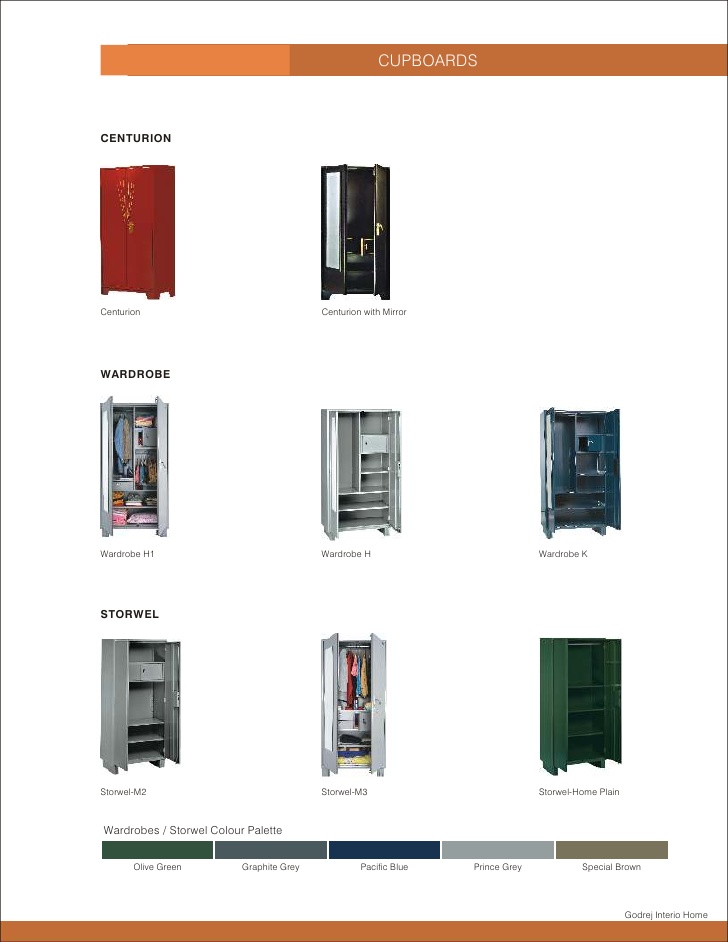 CUPBOARDS
CENTURION
Centurion
Centurion with Mirror
WARDROBE
Wardrobe H1
Wardrobe H
Wardrobe K
STORWEL
Storwel-M2
Storwel-M3
Storwel-Home Plain
Wardrobes / Storwel Colour Palette
Olive Green
Graphite Grey
Pacific Blue
Prince Grey
Special Brown
Godrej Interio Home